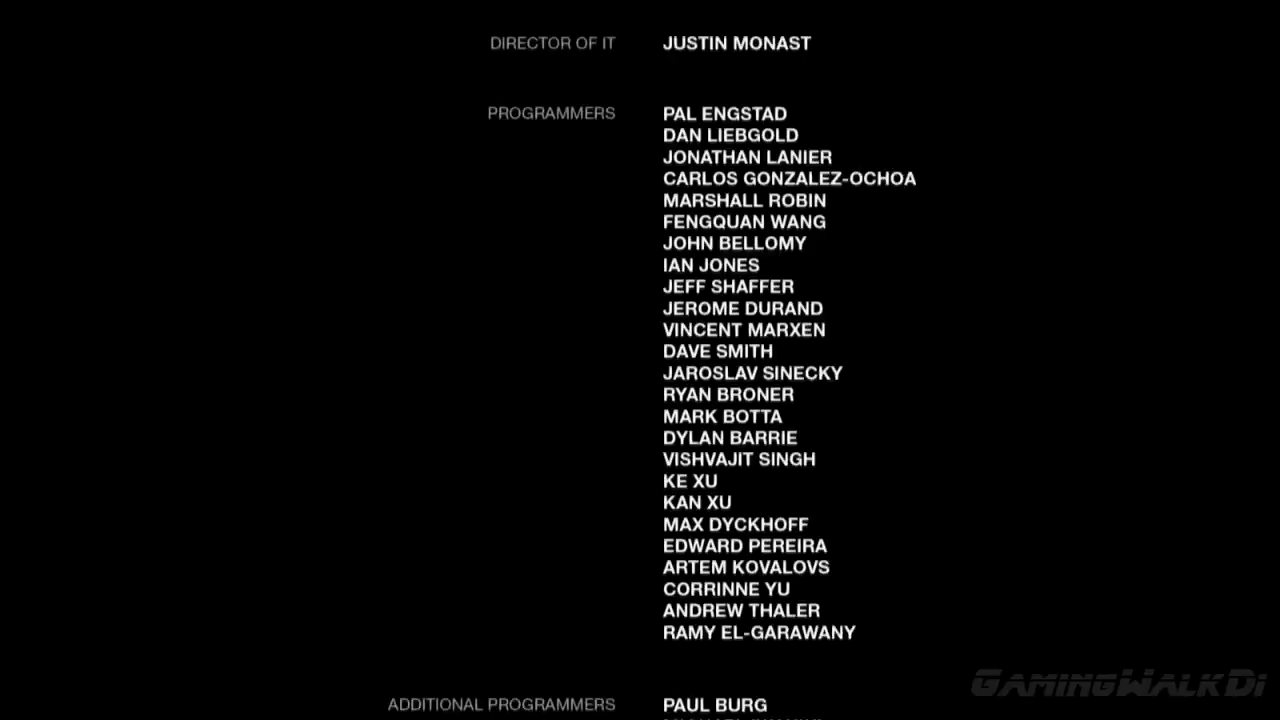 DIRECTOR OF IT JUSTIN MONAST
PROGRAMMERS PAL ENGSTAD
DAN LIEBGOLD
JONATHAN LANIER
CARLOS GONZALEZ-OCHOA
MARSHALL ROBIN
FENGQUAN WANG
JOHN BELLOMY
IAN JONES
JEFF SHAFFER
JEROME DURAND
VINCENT MARXEN
DAVE SMITH
JAROSLAV SINECKY
RYAN BRONER
MARK BOTTA
DYLAN BARRIE
VISHVAJIT SINGH
KE XU
KAN XU
MAX DYCKHOFF
EDWARD PEREIRA
ARTEM KOVALOVS
CORRINNE YU
ANDREW THALER
RAMY EL-GARAWANY
GAMINGWALKDI
ADDITIONAL PROGRAMMERS PAUL BURG